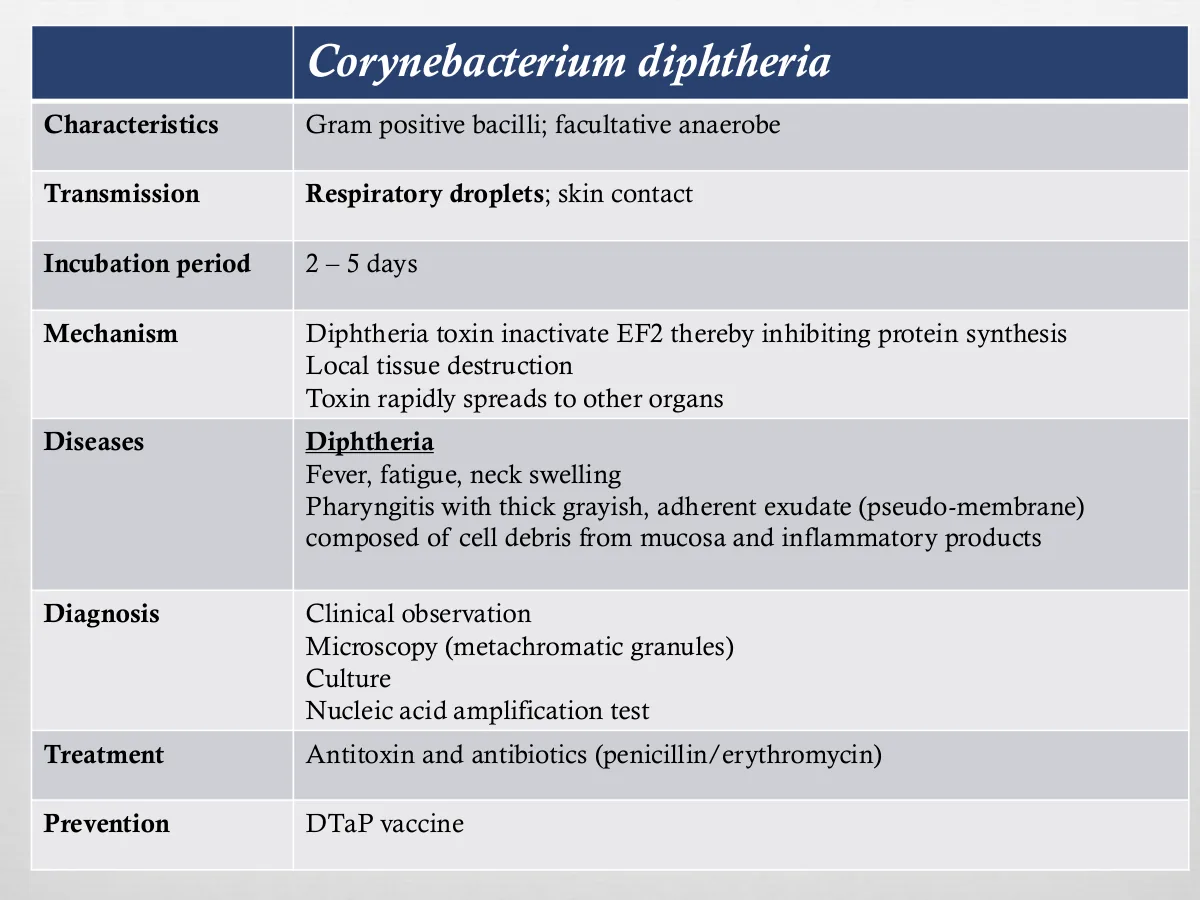 Corynebacterium diphtheria
Characteristics
Gram positive bacilli; facultative anaerobe
Transmission
Respiratory droplets; skin contact
Incubation period
2 – 5 days
Mechanism
Diphtheria toxin inactivate EF2 thereby inhibiting protein synthesis
Local tissue destruction
Toxin rapidly spreads to other organs
Diseases
Diphtheria
Fever, fatigue, neck swelling
Pharyngitis with thick grayish, adherent exudate (pseudo-membrane)
composed of cell debris from mucosa and inflammatory products
Diagnosis
Clinical observation
Microscopy (metachromatic granules)
Culture
Nucleic acid amplification test
Treatment
Antitoxin and antibiotics (penicillin/erythromycin)
Prevention
DTaP vaccine